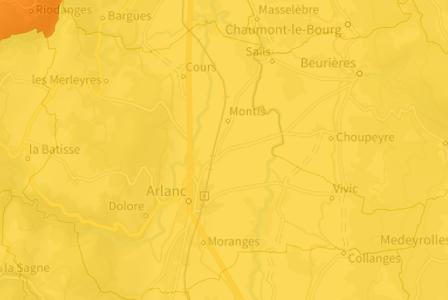 Masselèbre
Riodanges
Bargues
Chaumont-le-Bourg
Salis
Beurières
Cours
les Merleyres
Montis
Choupeyre
la Batisse
Arlanc
Vivic
Dolore
Moranges
Medeyrolles
Collanges
la Sagne